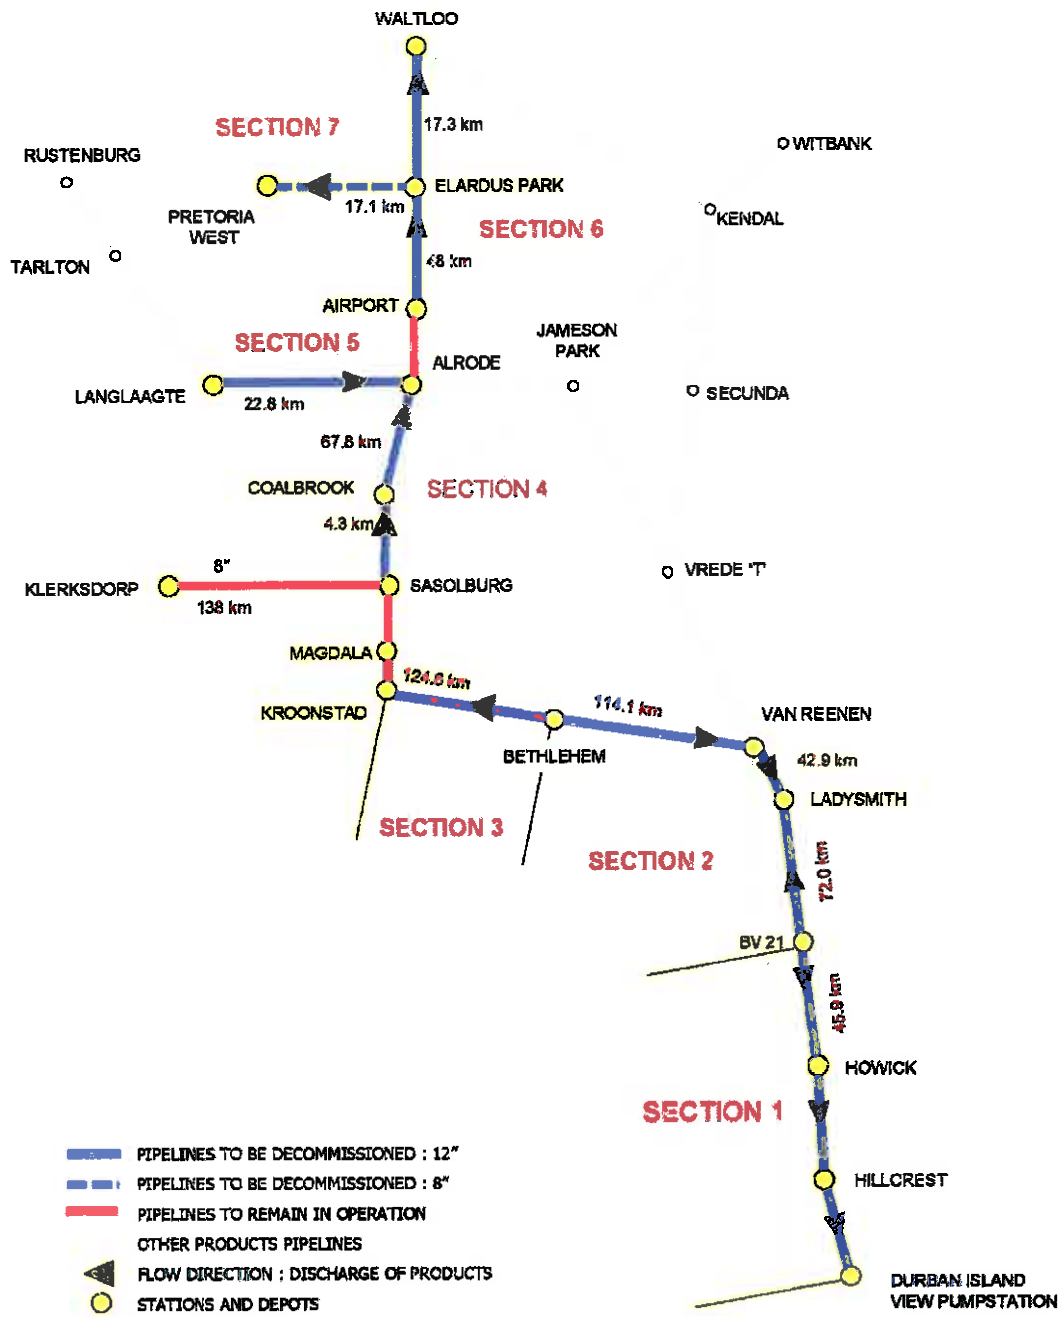 WALTLOO
17.3 km
SECTION 7
WITBANK
RUSTENBURG
ELARDUS PARK
17.1 km
PRETORIA
WEST
KENDAL
SECTION 6
TARLTON
48 km
AIRPORT
JAMESON
PARK
SECTION 5
ALRODE
LANGLAAGTE
22.8 km
SECUNDA
67.8 km
COALBROOK
SECTION 4
4.3 km
8"
VREDE 'T'
KLERKSDORP
SASOLBURG
138 km
MAGDALA
124.6 km
KROONSTAD
114.1 km
VAN REENEN
BETHLEHEM
42.9 km
LADYSMITH
SECTION 3
SECTION 2
72.0 km
BV 21
45.9 km
HOWICK
SECTION 1
PIPELINES TO BE DECOMMISSIONED : 12"
PIPELINES TO BE DECOMMISSIONED : 8"
HILLCREST
PIPELINES TO REMAIN IN OPERATION
OTHER PRODUCTS PIPELINES
FLOW DIRECTION : DISCHARGE OF PRODUCTS
STATIONS AND DEPOTS
DURBAN ISLAND
VIEW PUMPSTATION